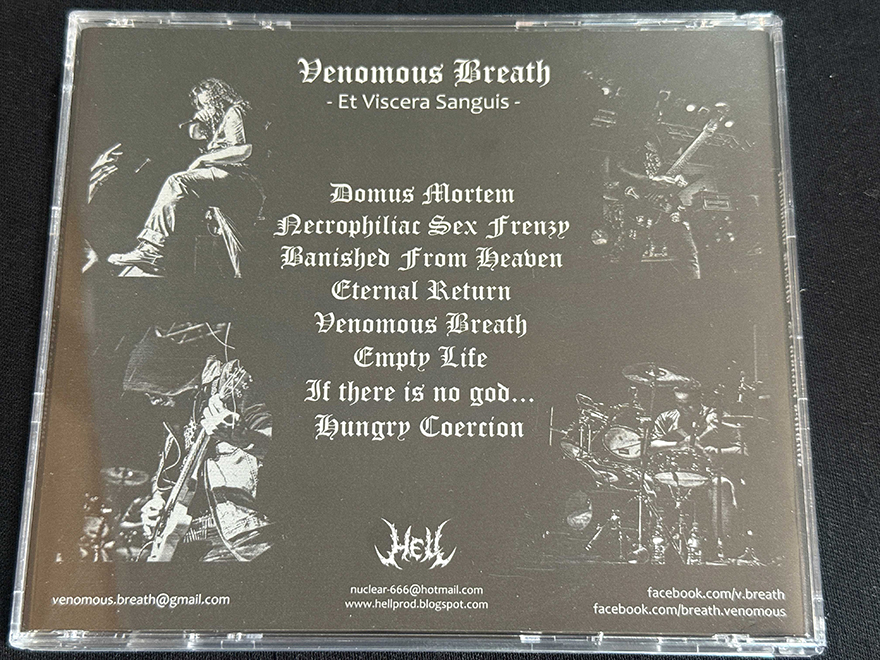 Venomous Breath
- Et Viscera Sanguis -
Domus Mortem
Necrophiliac Sex Frenzy
Banished From Heaven
Eternal Return
Venomous Breath
Empty Life
If there is no god...
Hungry Coercion
HELL
venomous.breath@gmail.com
nuclear-666@hotmail.com
www.hellprod.blogspot.com
facebook.com/v.breath
facebook.com/breath.venomous